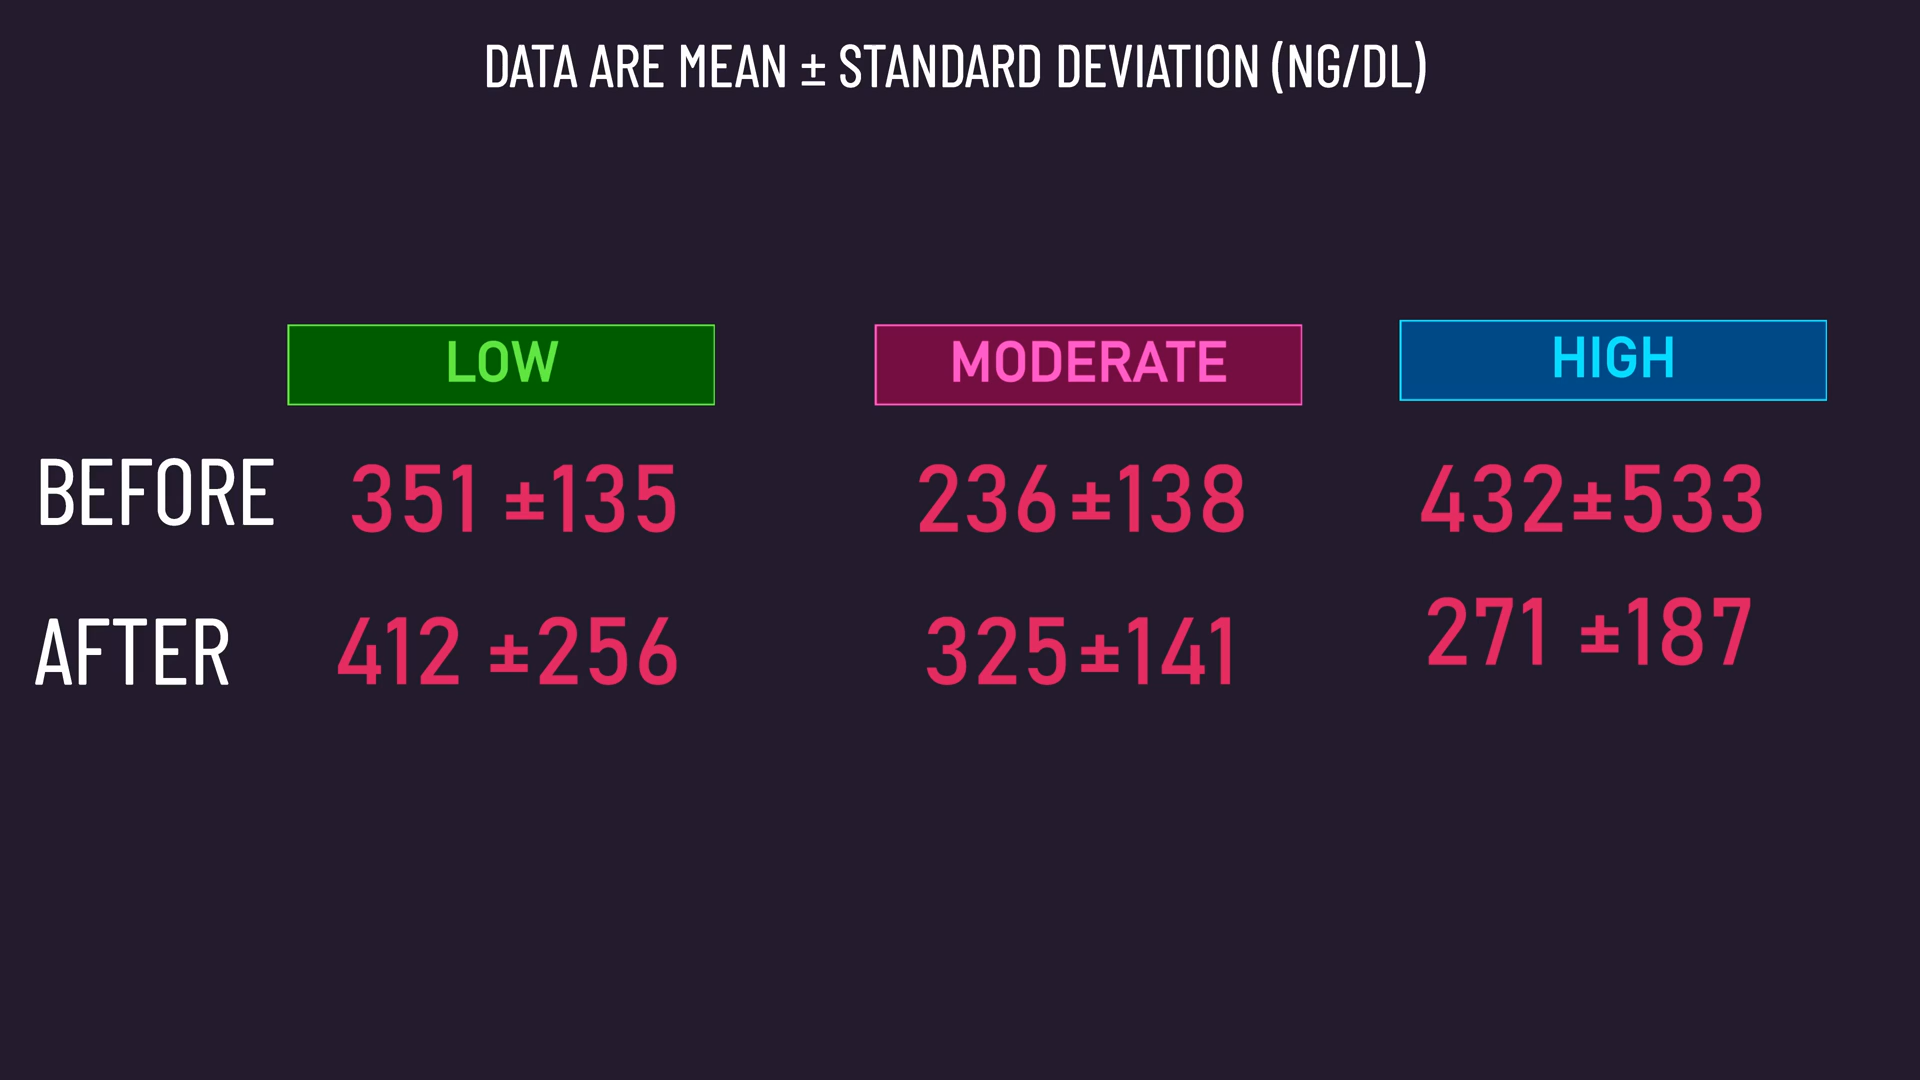 DATA ARE MEAN ± STANDARD DEVIATION (NG/DL)
LOW MODERATE HIGH
BEFORE 351 ±135 236±138 432±533
AFTER 412 ±256 325±141 271 ±187